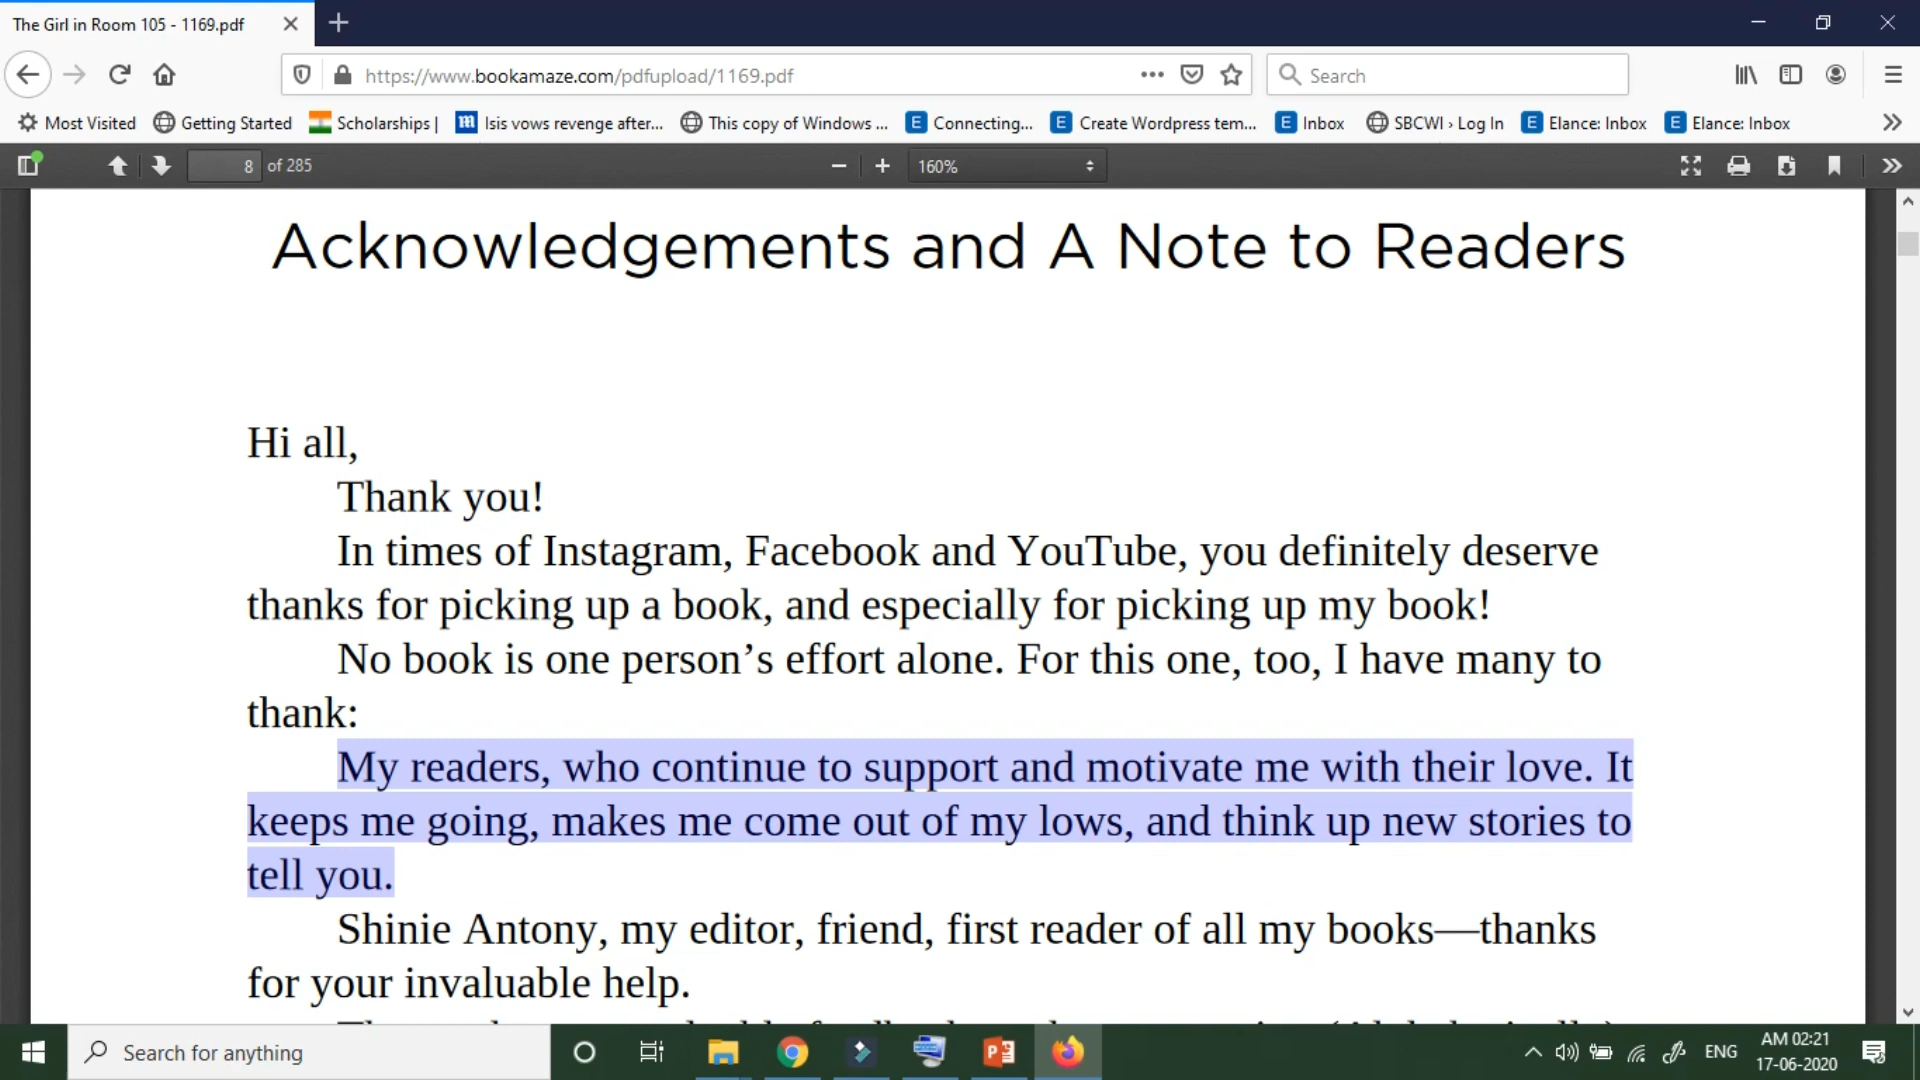 The Girl in Room 105 - 1169.pdf
https://www.bookamaze.com/pdfupload/1169.pdf
Search
Most Visited
Getting Started
Scholarships |
Isis vows revenge after...
This copy of Windows ...
Connecting...
Create Wordpress tem...
Inbox
SBCWI › Log In
Elance: Inbox
Elance: Inbox
8 of 285
160%
Acknowledgements and A Note to Readers
Hi all,
Thank you!
In times of Instagram, Facebook and YouTube, you definitely deserve
thanks for picking up a book, and especially for picking up my book!
No book is one person’s effort alone. For this one, too, I have many to
thank:
My readers, who continue to support and motivate me with their love. It
keeps me going, makes me come out of my lows, and think up new stories to
tell you.
Shinie Antony, my editor, friend, first reader of all my books—thanks
for your invaluable help.
Search for anything
ENG
AM 02:21
17-06-2020